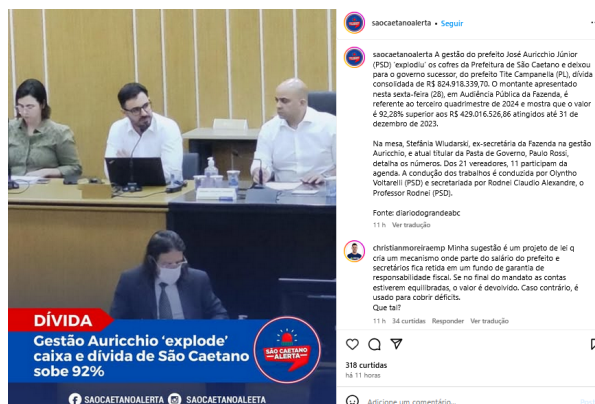 saocaetanoalerta • Seguir
saocaetanoalerta A gestão do prefeito José Auricchio Júnior
(PSD) 'explodiu' os cofres da Prefeitura de São Caetano e deixou
para o governo sucessor, do prefeito Tite Campanella (PL), dívida
consolidada de R$ 824.918.339,70. O montante apresentado
nesta sexta-feira (28), em Audiência Pública da Fazenda, é
referente ao terceiro quadrimestre de 2024 e mostra que o valor
é 92,28% superior aos R$ 429.016.526,86 atingidos até 31 de
dezembro de 2023.
Na mesa, Stefânia Wludarski, ex-secretária da Fazenda na gestão
Auricchio, e atual titular da Pasta de Governo, Paulo Rossi,
detalha os números. Dos 21 vereadores, 11 participam da
agenda. A condução dos trabalhos é conduzida por Olyntho
Voltarelli (PSD) e secretariada por Rodnei Claudio Alexandre, o
Professor Rodnei (PSD).
Fonte: diariodograndeabc
11 h Ver tradução
christianmoreiraemp Minha sugestão é um projeto de lei q
cria um mecanismo onde parte do salário do prefeito e
secretários fica retida em um fundo de garantia de
responsabilidade fiscal. Se no final do mandato as contas
estiverem equilibradas, o valor é devolvido. Caso contrário, é
usado para cobrir déficits.
Que tal?
11 h 34 curtidas Responder Ver tradução
318 curtidas
há 11 horas
Adicione um comentário...
DÍVIDA
Gestão Auricchio 'explode'
caixa e dívida de São Caetano
sobe 92%
SÃO CAETANO
ALERTA
SAOCAETANOALERTA SAOCAETANOALEETA